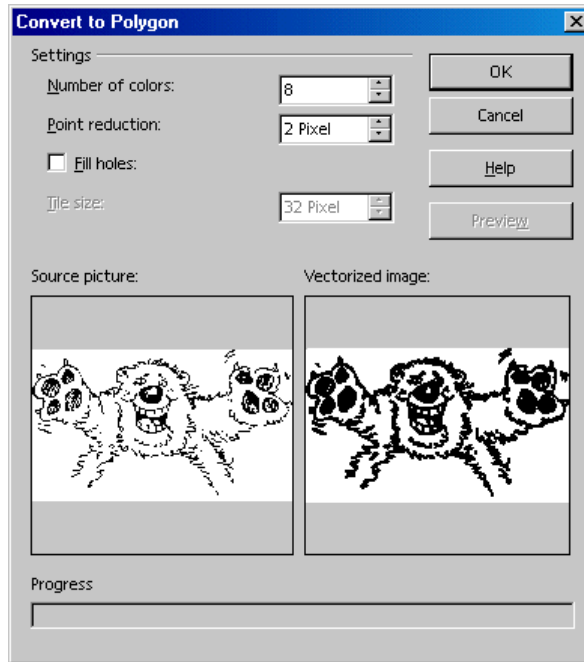 Convert to Polygon
Settings
Number of colors:
8
Point reduction:
2 Pixel
Fill holes:
Tile size:
32 Pixel
OK
Cancel
Help
Preview
Source picture:
Vectorized image:
Progress